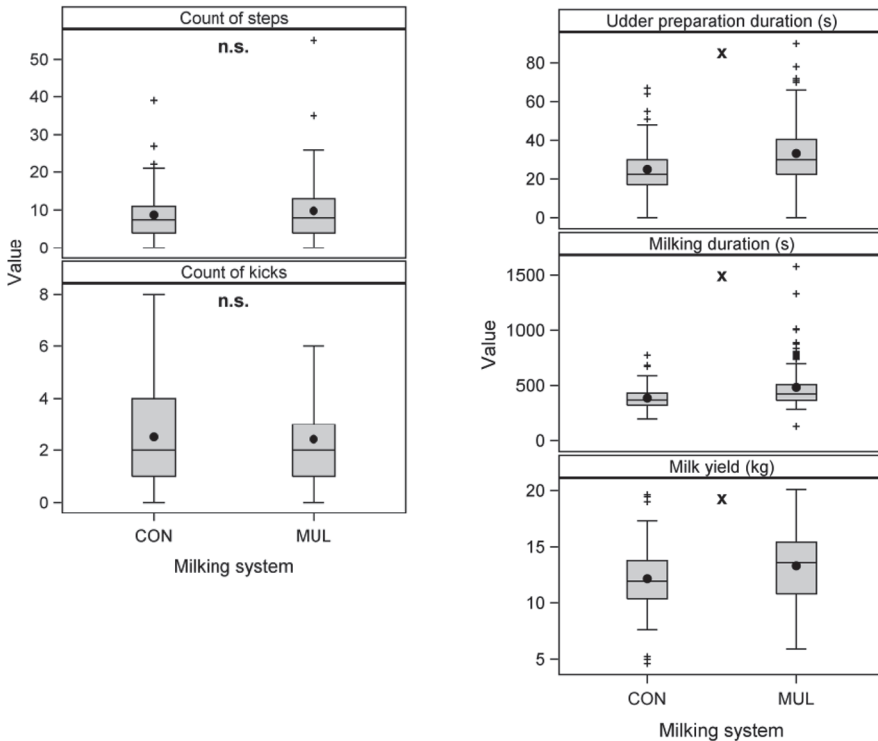 Count of steps
n.s.
50
40
30
20
10
0
Value
Count of kicks
n.s.
8
6
4
2
0
CON MUL
Milking system
Udder preparation duration (s)
x
80
60
40
20
0
Milking duration (s)
x
1500
1000
500
0
Value
Milk yield (kg)
x
20
15
10
5
CON MUL
Milking system